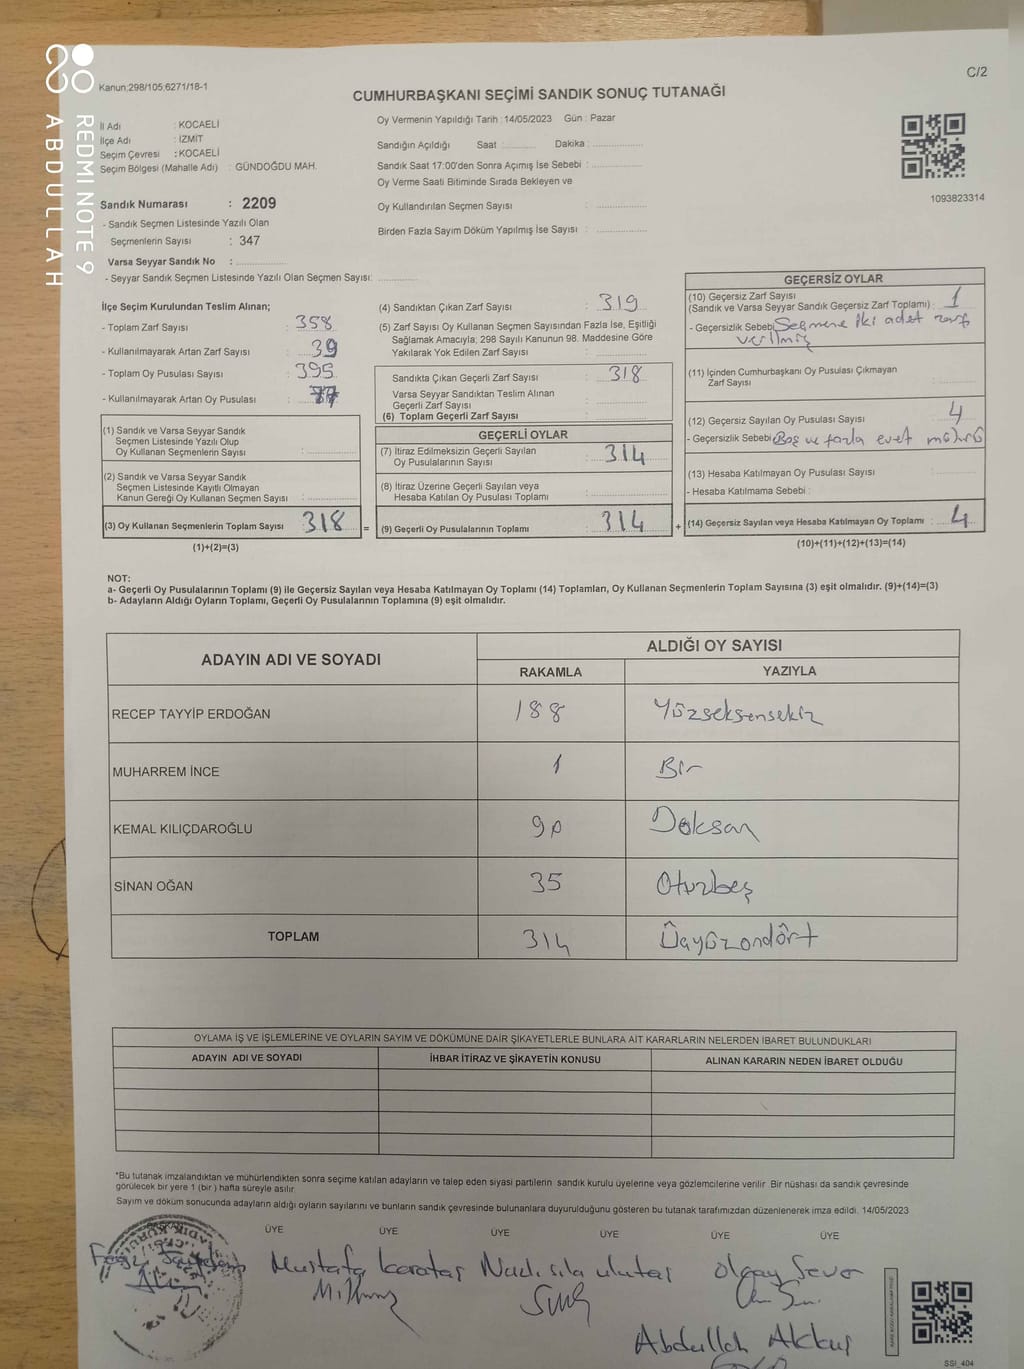 REDMI NOTE 9
ABDULLAH
C/2
Kanun:298/105;6271/18-1
CUMHURBAŞKANI SEÇİMİ SANDIK SONUÇ TUTANAĞI
İl Adı : KOCAELİ
İlçe Adı : İZMİT
Seçim Çevresi : KOCAELİ
Seçim Bölgesi (Mahalle Adı) : GÜNDOĞDU MAH.
Sandık Numarası : 2209
- Sandık Seçmen Listesinde Yazılı Olan
Seçmenlerin Sayısı : 347
Varsa Seyyar Sandık No :
- Seyyar Sandık Seçmen Listesinde Yazılı Olan Seçmen Sayısı:
Oy Vermenin Yapıldığı Tarih : 14/05/2023 Gün : Pazar
Sandığın Açıldığı Saat Dakika
Sandık Saat 17:00'den Sonra Açımış İse Sebebi :
Oy Verme Saati Bitiminde Sırada Bekleyen ve
Oy Kullandırılan Seçmen Sayısı :
Birden Fazla Sayım Döküm Yapılmış İse Sayısı :
1093823314
İlçe Seçim Kurulundan Teslim Alınan;
- Toplam Zarf Sayısı : 358
- Kullanılmayarak Artan Zarf Sayısı : 39
- Toplam Oy Pusulası Sayısı : 395
- Kullanılmayarak Artan Oy Pusulası : 77
(1) Sandık ve Varsa Seyyar Sandık
Seçmen Listesinde Yazılı Olup
Oy Kullanan Seçmenlerin Sayısı :
(2) Sandık ve Varsa Seyyar Sandık
Seçmen Listesinde Kayıtlı Olmayan
Kanun Gereği Oy Kullanan Seçmen Sayısı :
(3) Oy Kullanan Seçmenlerin Toplam Sayısı 318
(1)+(2)=(3)
(4) Sandıktan Çıkan Zarf Sayısı : 319
(5) Zarf Sayısı Oy Kullanan Seçmen Sayısından Fazla İse, Eşitliği
Sağlamak Amacıyla; 298 Sayılı Kanunun 98. Maddesine Göre
Yakılarak Yok Edilen Zarf Sayısı :
Sandıkta Çıkan Geçerli Zarf Sayısı : 318
Varsa Seyyar Sandıktan Teslim Alınan
Geçerli Zarf Sayısı :
(6) Toplam Geçerli Zarf Sayısı :
GEÇERLİ OYLAR
(7) İtiraz Edilmeksizin Geçerli Sayılan
Oy Pusulalarının Sayısı : 314
(8) İtiraz Üzerine Geçerli Sayılan veya
Hesaba Katılan Oy Pusulası Toplamı :
= (9) Geçerli Oy Pusulalarının Toplamı : 314
GEÇERSİZ OYLAR
(10) Geçersiz Zarf Sayısı
(Sandık ve Varsa Seyyar Sandık Geçersiz Zarf Toplamı) : 1
- Geçersizlik Sebebi: Seçmene iki adet zarf
verilmiş
(11) İçinden Cumhurbaşkanı Oy Pusulası Çıkmayan
Zarf Sayısı :
(12) Geçersiz Sayılan Oy Pusulası Sayısı : 4
- Geçersizlik Sebebi: Boş ve fazla evet mührü
(13) Hesaba Katılmayan Oy Pusulası Sayısı :
- Hesaba Katılmama Sebebi :
+ (14) Geçersiz Sayılan veya Hesaba Katılmayan Oy Toplamı : 4
(10)+(11)+(12)+(13)=(14)
NOT:
a- Geçerli Oy Pusulalarının Toplamı (9) ile Geçersiz Sayılan veya Hesaba Katılmayan Oy Toplamı (14) Toplamları, Oy Kullanan Seçmenlerin Toplam Sayısına (3) eşit olmalıdır. (9)+(14)=(3)
b- Adayların Aldığı Oyların Toplamı, Geçerli Oy Pusulalarının Toplamına (9) eşit olmalıdır.
ADAYIN ADI VE SOYADI ALDIĞI OY SAYISI
RAKAMLA YAZIYLA
RECEP TAYYİP ERDOĞAN 188 Yüzseksensekiz
MUHARREM İNCE 1 Bir
KEMAL KILIÇDAROĞLU 90 Doksan
SİNAN OĞAN 35 Otuzbeş
TOPLAM 314 Üçyüzondört
OYLAMA İŞ VE İŞLEMLERİNE VE OYLARIN SAYIM VE DÖKÜMÜNE DAİR ŞİKAYETLERLE BUNLARA AİT KARARLARIN NELERDEN İBARET BULUNDUKLARI
ADAYIN ADI VE SOYADI İHBAR İTİRAZ VE ŞİKAYETİN KONUSU ALINAN KARARIN NEDEN İBARET OLDUĞU
*Bu tutanak imzalandıktan ve mühürlendikten sonra seçime katılan adayların ve talep eden siyasi partilerin sandık kurulu üyelerine veya gözlemcilerine verilir. Bir nüshası da sandık çevresinde
görülecek bir yere 1 (bir ) hafta süreyle asılır.
Sayım ve döküm sonucunda adayların aldığı oyların sayılarını ve bunların sandık çevresinde bulunanlara duyurulduğunu gösteren bu tutanak tarafımızdan düzenlenerek imza edildi. 14/05/2023
ÜYE ÜYE ÜYE ÜYE ÜYE ÜYE
Mustafa Karataş Nadi sıla ulutaş Olcay Sever
Abdullah Akkuş
SSİ_404